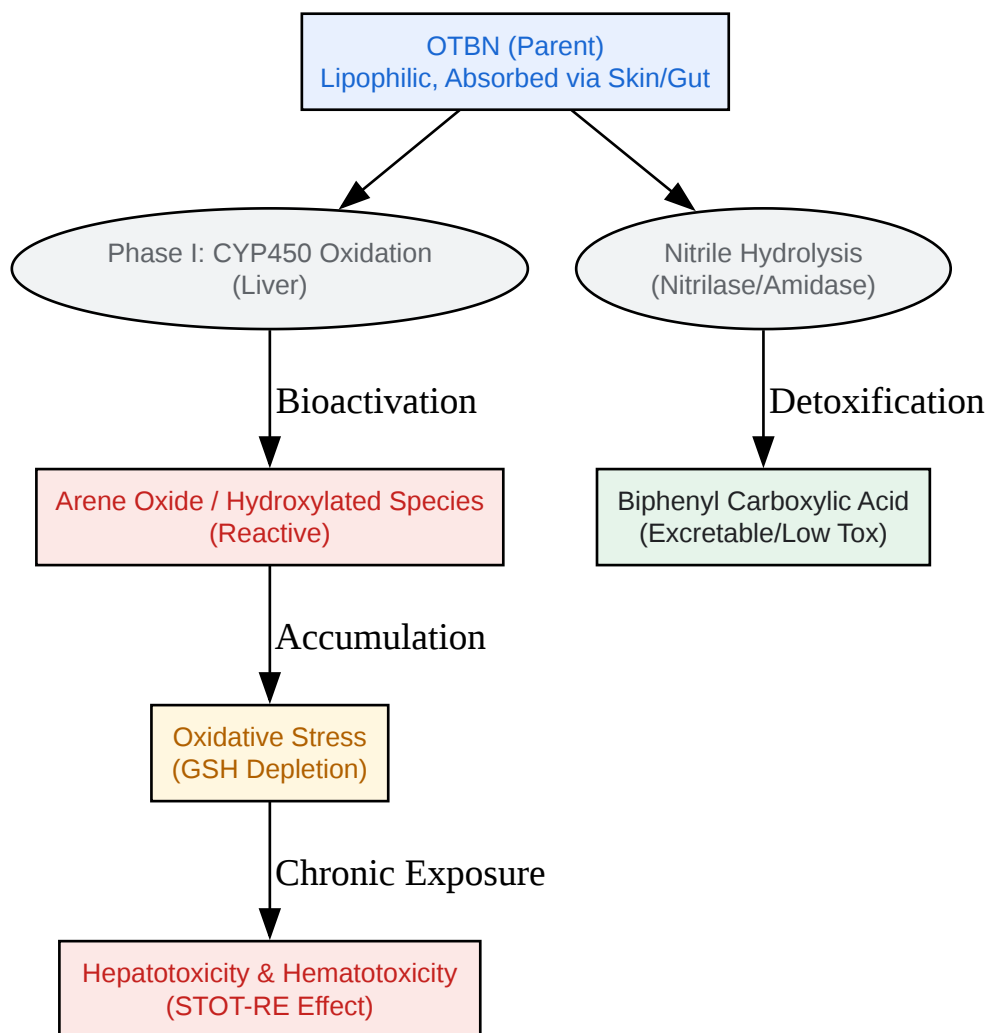 OTBN (Parent)
Lipophilic, Absorbed via Skin/Gut
Phase I: CYP450 Oxidation
(Liver)
Nitrile Hydrolysis
(Nitrilase/Amidase)
Bioactivation
Detoxification
Arene Oxide / Hydroxylated Species
(Reactive)
Biphenyl Carboxylic Acid
(Excretable/Low Tox)
Accumulation
Oxidative Stress
(GSH Depletion)
Chronic Exposure
Hepatotoxicity & Hematotoxicity
(STOT-RE Effect)